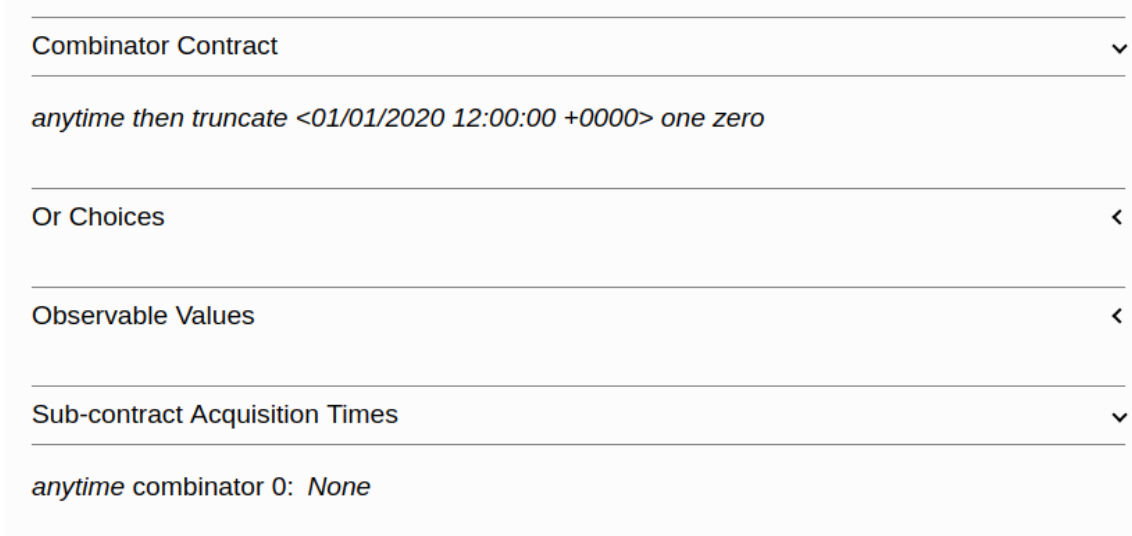 Combinator Contract
anytime then truncate <01/01/2020 12:00:00 +0000> one zero
Or Choices
Observable Values
Sub-contract Acquisition Times
anytime combinator 0: None